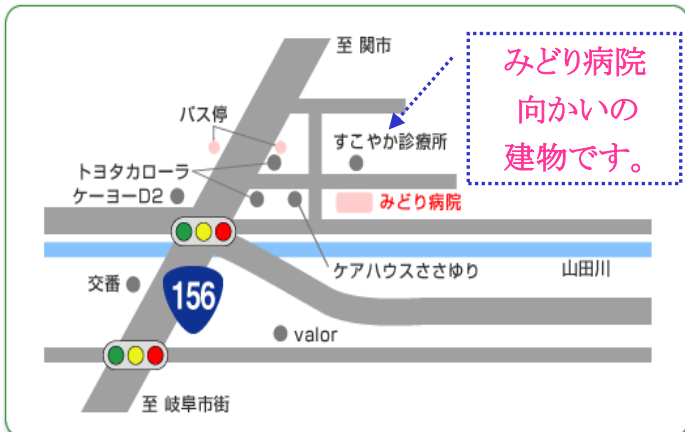 至 関市
みどり病院
向かいの
建物です。
バス停
すこやか診療所
トヨタカローラ
ケーヨーD2
みどり病院
ケアハウスささゆり
山田川
交番
156
valor
至 岐阜市街